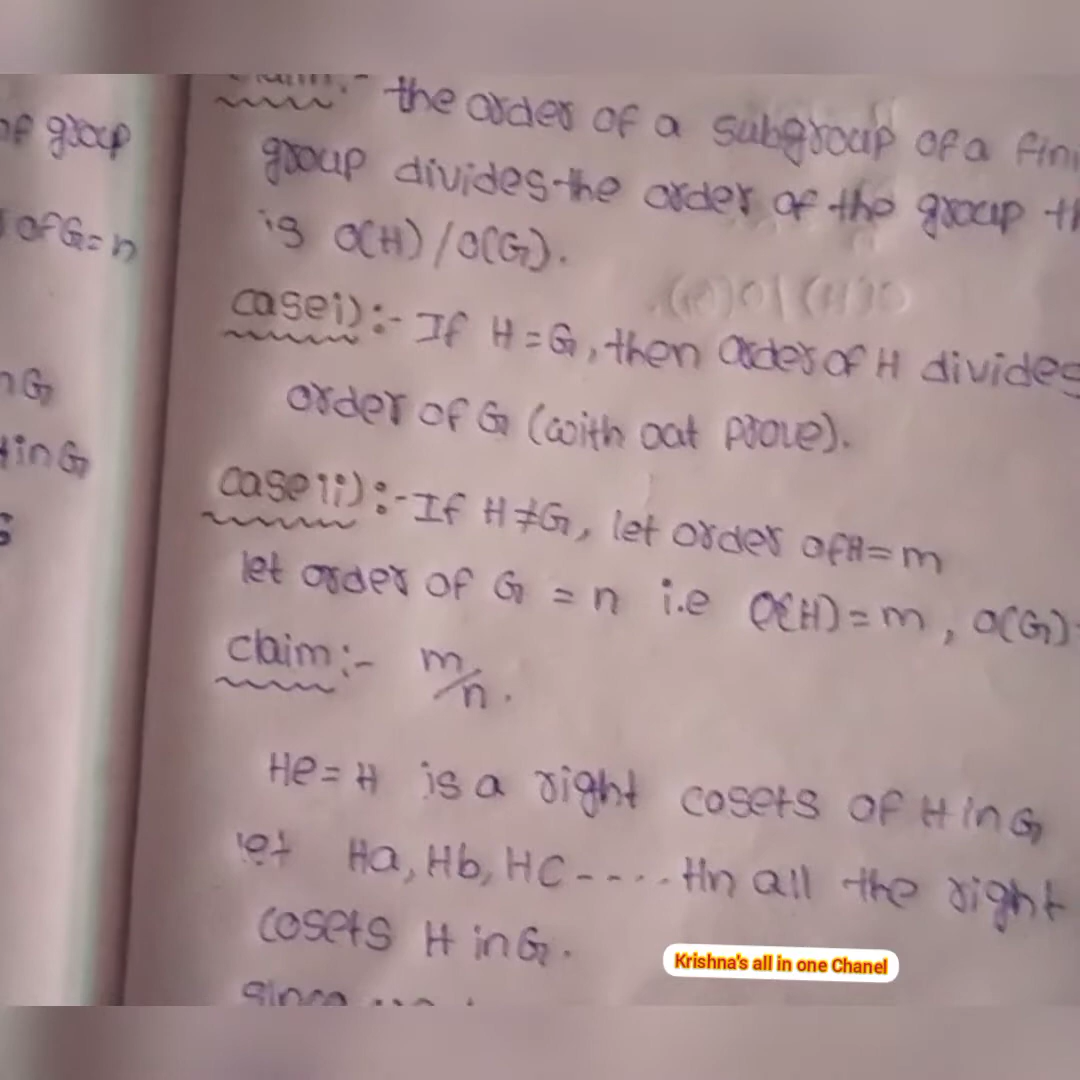 of group
of G = n
n G
H in G
the order of a subgroup of a
group divides the order of the group
is O(H) / O(G).
case i) :- If H = G, then order of H divides
order of G (with out prove).
case ii) :- If H ≠ G, let order of H = m
let order of G = n i.e O(H) = m, O(G)
claim :- m/n.
He = H is a right cosets of H in G
let Ha, Hb, HC - - - . . Hn all the right
cosets H in G.
since
Krishna's all in one Chanel